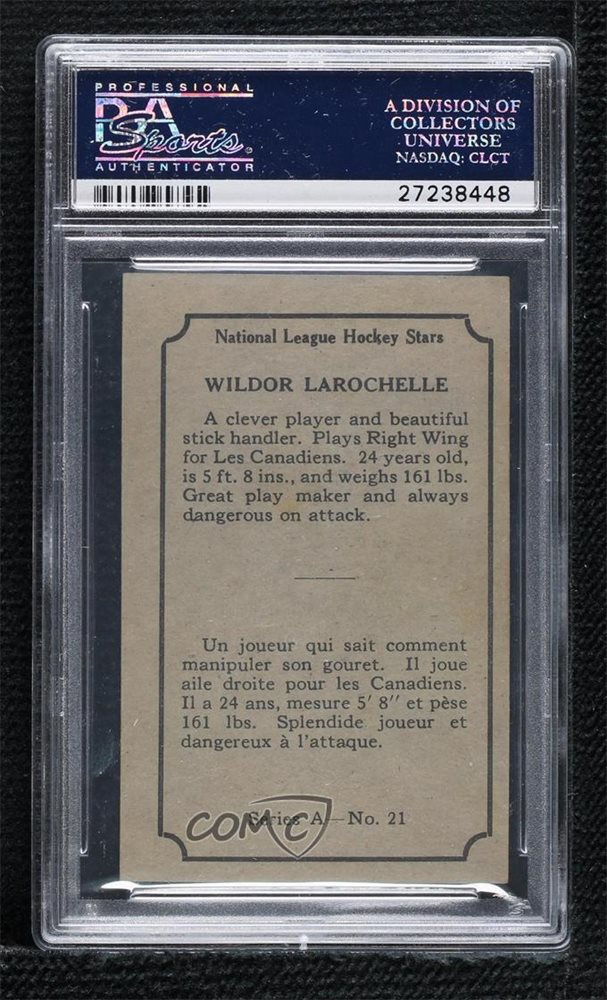 PROFESSIONAL
PSA
Sports
AUTHENTICATOR
A DIVISION OF
COLLECTORS
UNIVERSE
NASDAQ: CLCT
27238448
National League Hockey Stars
WILDOR LAROCHELLE
A clever player and beautiful
stick handler. Plays Right Wing
for Les Canadiens. 24 years old,
is 5 ft. 8 ins., and weighs 161 lbs.
Great play maker and always
dangerous on attack.
Un joueur qui sait comment
manipuler son gouret. Il joue
aile droite pour les Canadiens.
Il a 24 ans, mesure 5' 8'' et pèse
161 lbs. Splendide joueur et
dangereux à l'attaque.
Series A—No. 21
COMC